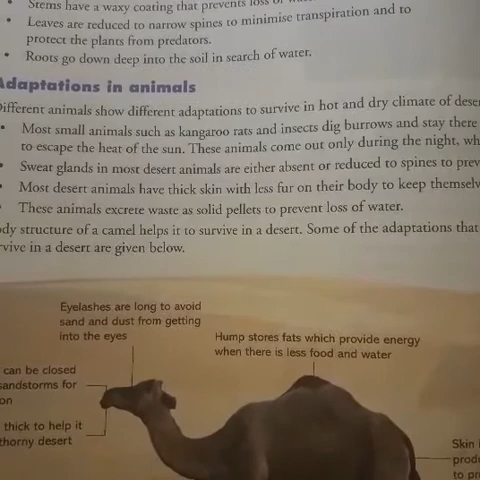 Stems have a waxy coating that prevents loss of
Leaves are reduced to narrow spines to minimise transpiration and to
protect the plants from predators.
Roots go down deep into the soil in search of water.
Adaptations in animals
Different animals show different adaptations to survive in hot and dry climate of
• Most small animals such as kangaroo rats and insects dig burrows and stay there
to escape the heat of the sun. These animals come out only during the night,
• Sweat glands in most desert animals are either absent or reduced to spines to
• Most desert animals have thick skin with less fur on their body to keep
• These animals excrete waste as solid pellets to prevent loss of water.
structure of a camel helps it to survive in a desert. Some of the adaptations that
in a desert are given below.
Eyelashes are long to avoid
sand and dust from getting
into the eyes
Hump stores fats which provide energy
when there is less food and water
can be closed
sandstorms for
thick to help it
thorny desert
Skin
to